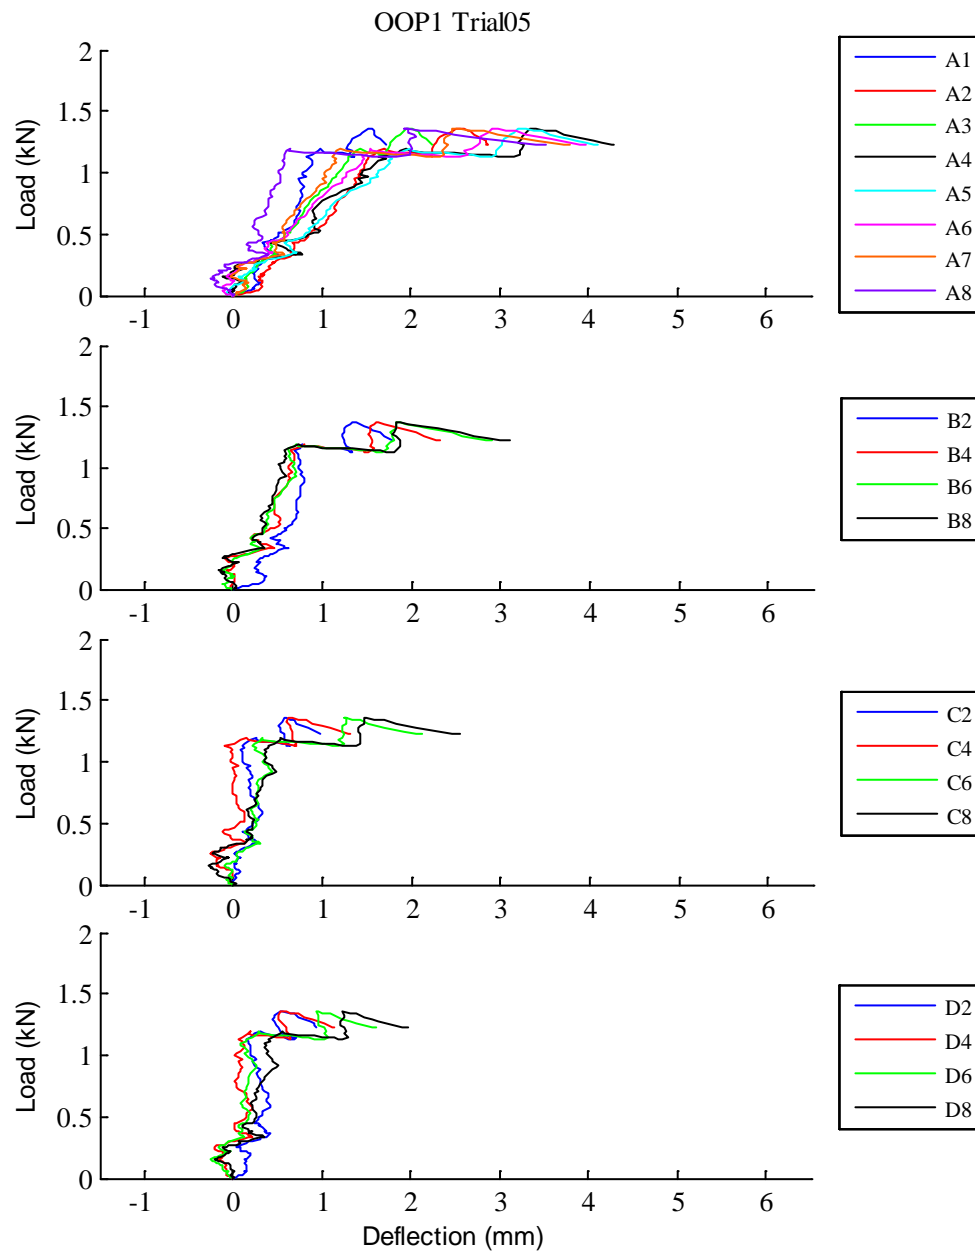 OOP1 Trial05
2
1.5
1
0.5
0
Load (kN)
-1 0 1 2 3 4 5 6
A1
A2
A3
A4
A5
A6
A7
A8
2
1.5
1
0.5
0
Load (kN)
-1 0 1 2 3 4 5 6
B2
B4
B6
B8
2
1.5
1
0.5
0
Load (kN)
-1 0 1 2 3 4 5 6
C2
C4
C6
C8
2
1.5
1
0.5
0
Load (kN)
-1 0 1 2 3 4 5 6
Deflection (mm)
D2
D4
D6
D8